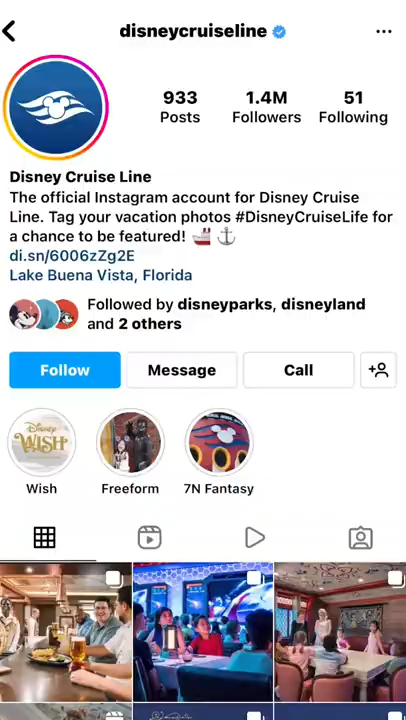 disneycruiseline
933
Posts
1.4M
Followers
51
Following
Disney Cruise Line
The official Instagram account for Disney Cruise
Line. Tag your vacation photos #DisneyCruiseLife for
a chance to be featured! 🚢 ⚓
di.sn/6006zZg2E
Lake Buena Vista, Florida
Followed by disneyparks, disneyland
and 2 others
Follow
Message
Call
Disney
WISH
Wish
Freeform
7N Fantasy